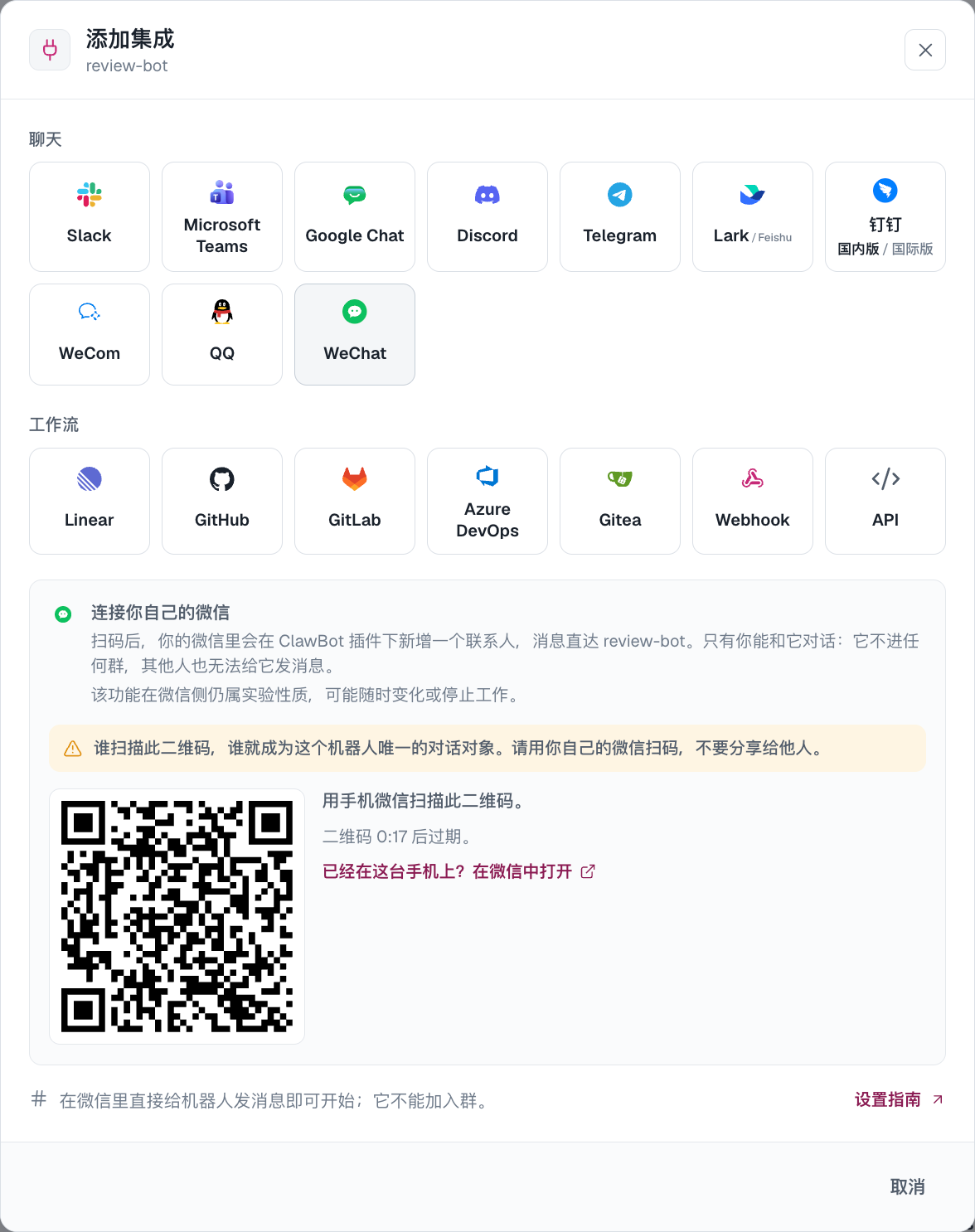 添加集成
review-bot
聊天
Slack
Microsoft
Teams
Google Chat
Discord
Telegram
Lark / Feishu
钉钉
国内版 / 国际版
WeCom
QQ
WeChat
工作流
Linear
GitHub
GitLab
Azure
DevOps
Gitea
Webhook
API
连接你自己的微信
扫码后，你的微信里会在 ClawBot 插件下新增一个联系人，消息直达 review-bot。只有你能和它对话：它不进任
何群，其他人也无法给它发消息。
该功能在微信侧仍属实验性质，可能随时变化或停止工作。
谁扫描此二维码，谁就成为这个机器人唯一的对话对象。请用你自己的微信扫码，不要分享给他人。
用手机微信扫描此二维码。
二维码 0:17 后过期。
已经在这台手机上？在微信中打开
# 在微信里直接给机器人发消息即可开始；它不能加入群。
设置指南
取消